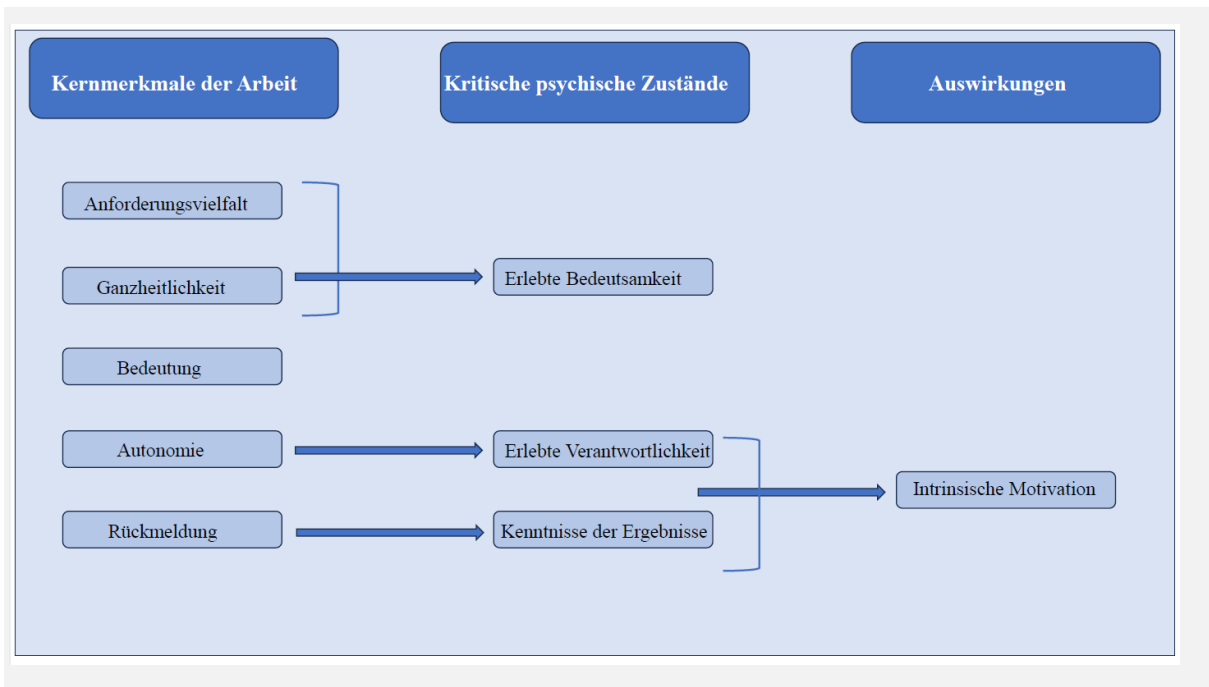 Kernmerkmale der Arbeit
Kritische psychische Zustände
Auswirkungen
Anforderungsvielfalt
Ganzheitlichkeit
Erlebte Bedeutsamkeit
Bedeutung
Autonomie
Erlebte Verantwortlichkeit
Intrinsische Motivation
Rückmeldung
Kenntnisse der Ergebnisse